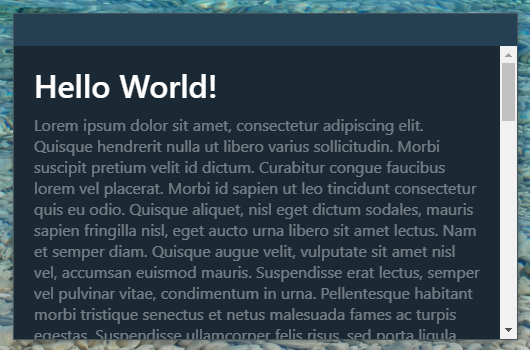 Hello World!
Lorem ipsum dolor sit amet, consectetur adipiscing elit.
Quisque hendrerit nulla ut libero varius sollicitudin. Morbi
suscipit pretium velit id dictum. Curabitur congue faucibus
lorem vel placerat. Morbi id sapien ut leo tincidunt consectetur
quis eu odio. Quisque aliquet, nisl eget dictum sodales, mauris
sapien fringilla nisl, eget aucto urna libero sit amet lectus. Nam
et semper diam. Quisque augue velit, vulputate sit amet nisl
vel, accumsan euismod mauris. Suspendisse erat lectus, semper
vel pulvinar vitae, condimentum in urna. Pellentesque habitant
morbi tristique senectus et netus malesuada fames ac turpis
egestas. Suspendisse ullamcorper felis risus, sed porta ligula